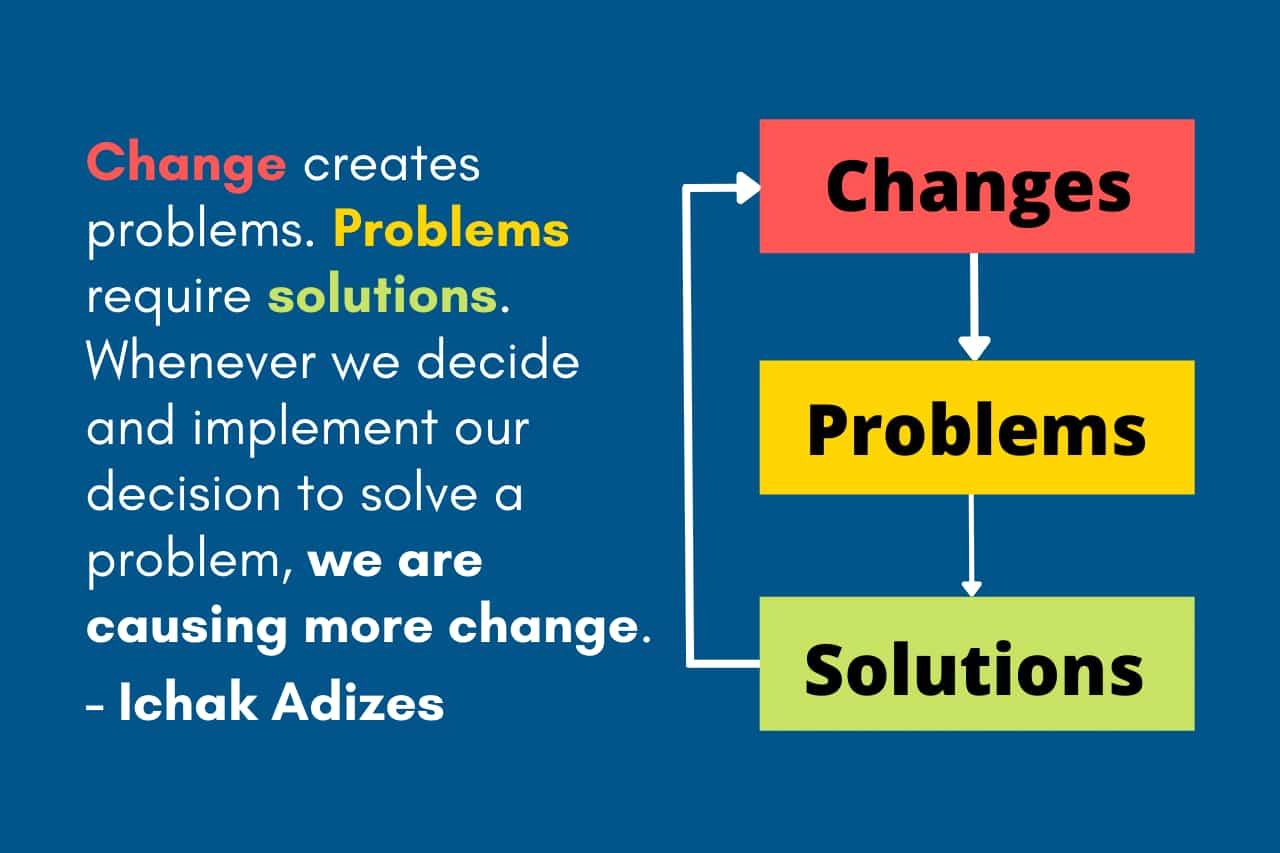 Change creates
problems. Problems
require solutions.
Whenever we decide
and implement our
decision to solve a
problem, we are
causing more change.
- Ichak Adizes
Changes
Problems
Solutions